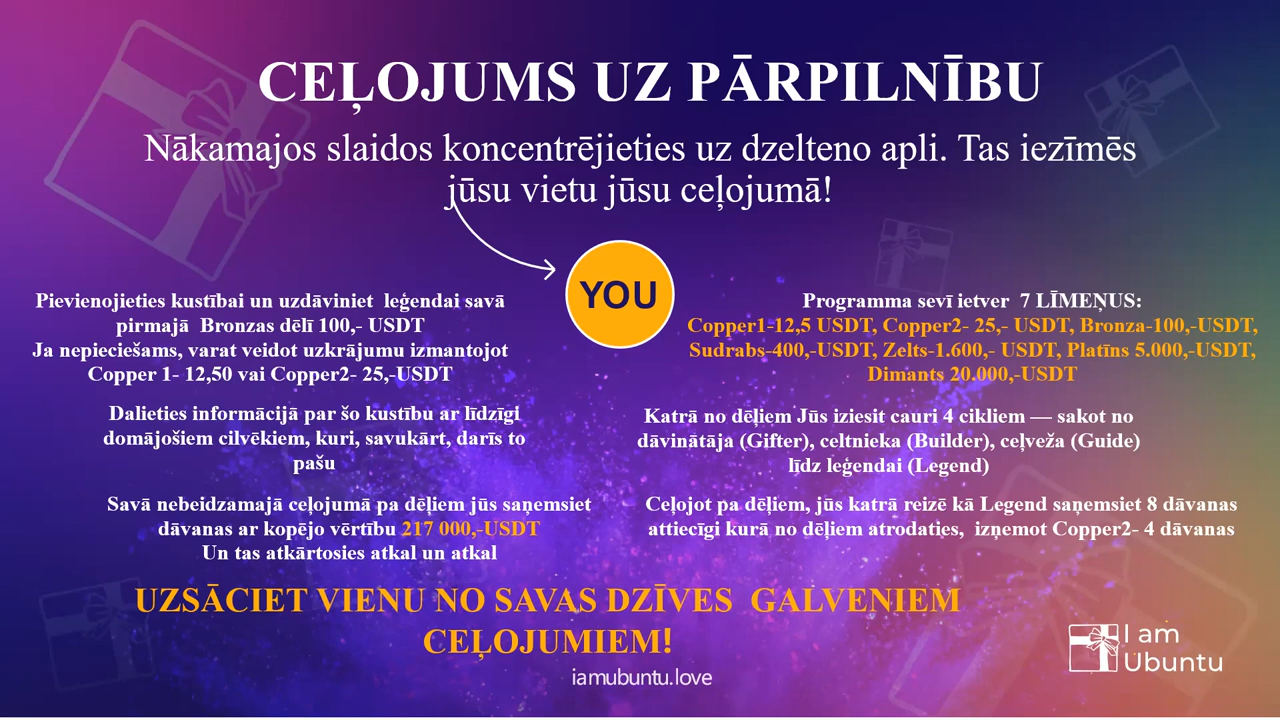 CEĻOJUMS UZ PĀRPILNĪBU
Nākamajos slaidos koncentrējieties uz dzelteno apli. Tas iezīmēs
jūsu vietu jūsu ceļojumā!
YOU
Pievienojieties kustībai un uzdāviniet leģendai savā
pirmajā Bronzas dēlī 100,- USDT
Ja nepieciešams, varat veidot uzkrājumu izmantojot
Copper 1- 12,50 vai Copper2- 25,-USDT
Dalieties informācijā par šo kustību ar līdzīgi
domājošiem cilvēkiem, kuri, savukārt, darīs to
pašu
Savā nebeidzamajā ceļojumā pa dēļiem jūs saņemsiet
dāvanas ar kopējo vērtību 217 000,-USDT
Un tas atkārtosies atkal un atkal
Programma sevī ietver 7 LĪMEŅUS:
Copper1-12,5 USDT, Copper2- 25,- USDT, Bronza-100,-USDT,
Sudrabs-400,-USDT, Zelts-1.600,- USDT, Platīns 5.000,-USDT,
Dimants 20.000,-USDT
Katrā no dēļiem Jūs iziesit cauri 4 cikliem — sakot no
dāvinātāja (Gifter), celtnieka (Builder), ceļveža (Guide)
līdz leģendai (Legend)
Ceļojot pa dēļiem, jūs katrā reizē kā Legend saņemsiet 8 dāvanas
attiecīgi kurā no dēļiem atrodaties, izņemot Copper2- 4 dāvanas
UZSĀCIET VIENU NO SAVAS DZĪVES GALVENIEM
CEĻOJUMIEM!
iamubuntu.love
I am
Ubuntu